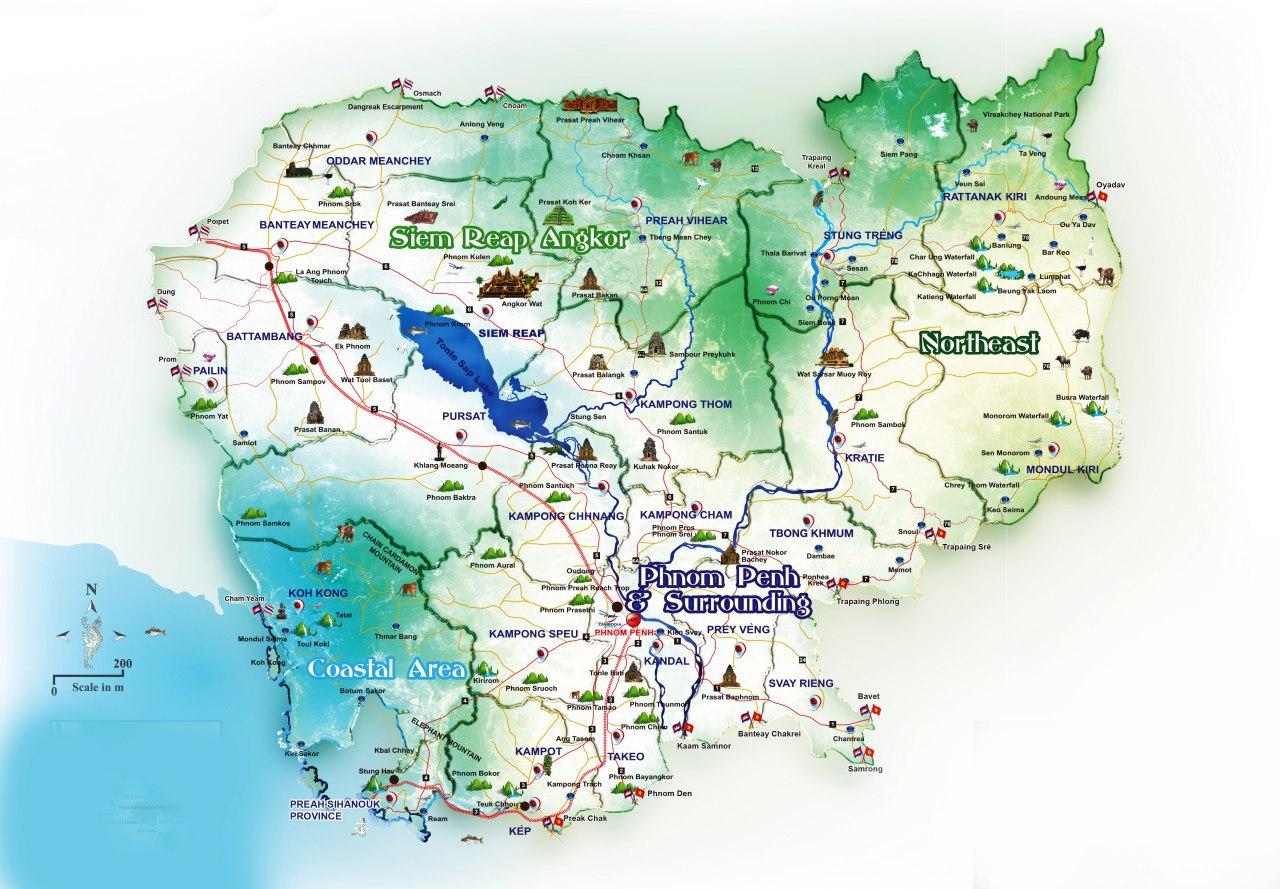 Osmach
Dangreak Escarpment
Choam
Anlong Veng
Prasat Preah Vihear
Choam Khsan
Banteay Chhmar
ODDAR MEANCHEY
Phnom Srok
Prasat Banteay Srei
Prasat Koh Ker
Poipet
BANTEAY MEANCHEY
Siem Reap Angkor
PREAH VIHEAR
Tbeng Mean Chey
Phnom Kulen
La Ang Phnom
Touch
Angkor Wat
Prasat Bakan
Dung
Phnom Krom
SIEM REAP
BATTAMBANG
Ek Phnom
Tonle Sap Lake
Sambour Preykuhk
Prom
PAILIN
Phnom Sampov
Wat Tuol Baset
Prasat Balangk
Phnom Yat
Prasat Banan
PURSAT
Stung Sen
KAMPONG THOM
Phnom Santuk
Samlot
Khlang Moeang
Prasat Ponna Reay
Kuhak Nokor
Phnom Baktra
Phnom Santuch
Siem Pang
Vireakchey National Park
Trapaing
Kreal
Ta Veng
Veun Sai
RATTANAK KIRI
Andoung Meas
Oyadav
Ou Ya Dav
STUNG TRENG
Thala Barivat
Sesan
Banlung
Char Ung Waterfall
Bar Keo
KaChhagn Waterfall
Lumphat
Beung Yak Laom
Katieng Waterfall
Phnom Chi
Ou Porng Moan
Siem Bouk
Northeast
Wat Sarsar Muoy Roy
Busra Waterfall
Monorom Waterfall
Phnom Sambok
Sen Monorom
KRATIE
MONDUL KIRI
Chrey Thom Waterfall
Keo Seima
Snoul
Trapaing Sre
Phnom Samkos
CHAIN CARDAMON
MOUNTAIN
KAMPONG CHHNANG
KAMPONG CHAM
Phnom Pros
Phnom Srei
TBONG KHMUM
Prasat Nokor
Bachey
Dambae
Memot
Phnom Aural
Oudong
Phnom Preah Reach Trop
Phnom Penh
& Surrounding
Ponhea
Krek
Trapaing Phlong
Phnom Prasethi
KOH KONG
Cham Yeam
Tatai
Mondul Seima
Toul Koki
Thmar Bang
Koh Kong
Coastal Area
Botum Sakor
KAMPONG SPEU
CAMBODIA
PHNOM PENH
Kien Svay
PREY VENG
KANDAL
Kirirom
Phnom Sruoch
Tonle Bati
Phnom Tamao
Prasat Baphnom
SVAY RIENG
Phnom Thunmon
Phnom Chiso
Kaam Samnor
Banteay Chakrei
Bavet
Chantrea
Samrong
N
0
200
Scale in m
Kiri Sakor
ELEPHANT MOUNTAIN
Kbal Chhay
Stung Hav
PREAH SIHANOUK
PROVINCE
Ream
KAMPOT
Ang Tasom
TAKEO
Phnom Bokor
Kampong Trach
Phnom Bayangkor
Phnom Den
Teuk Chhou
KEP
Preak Chak